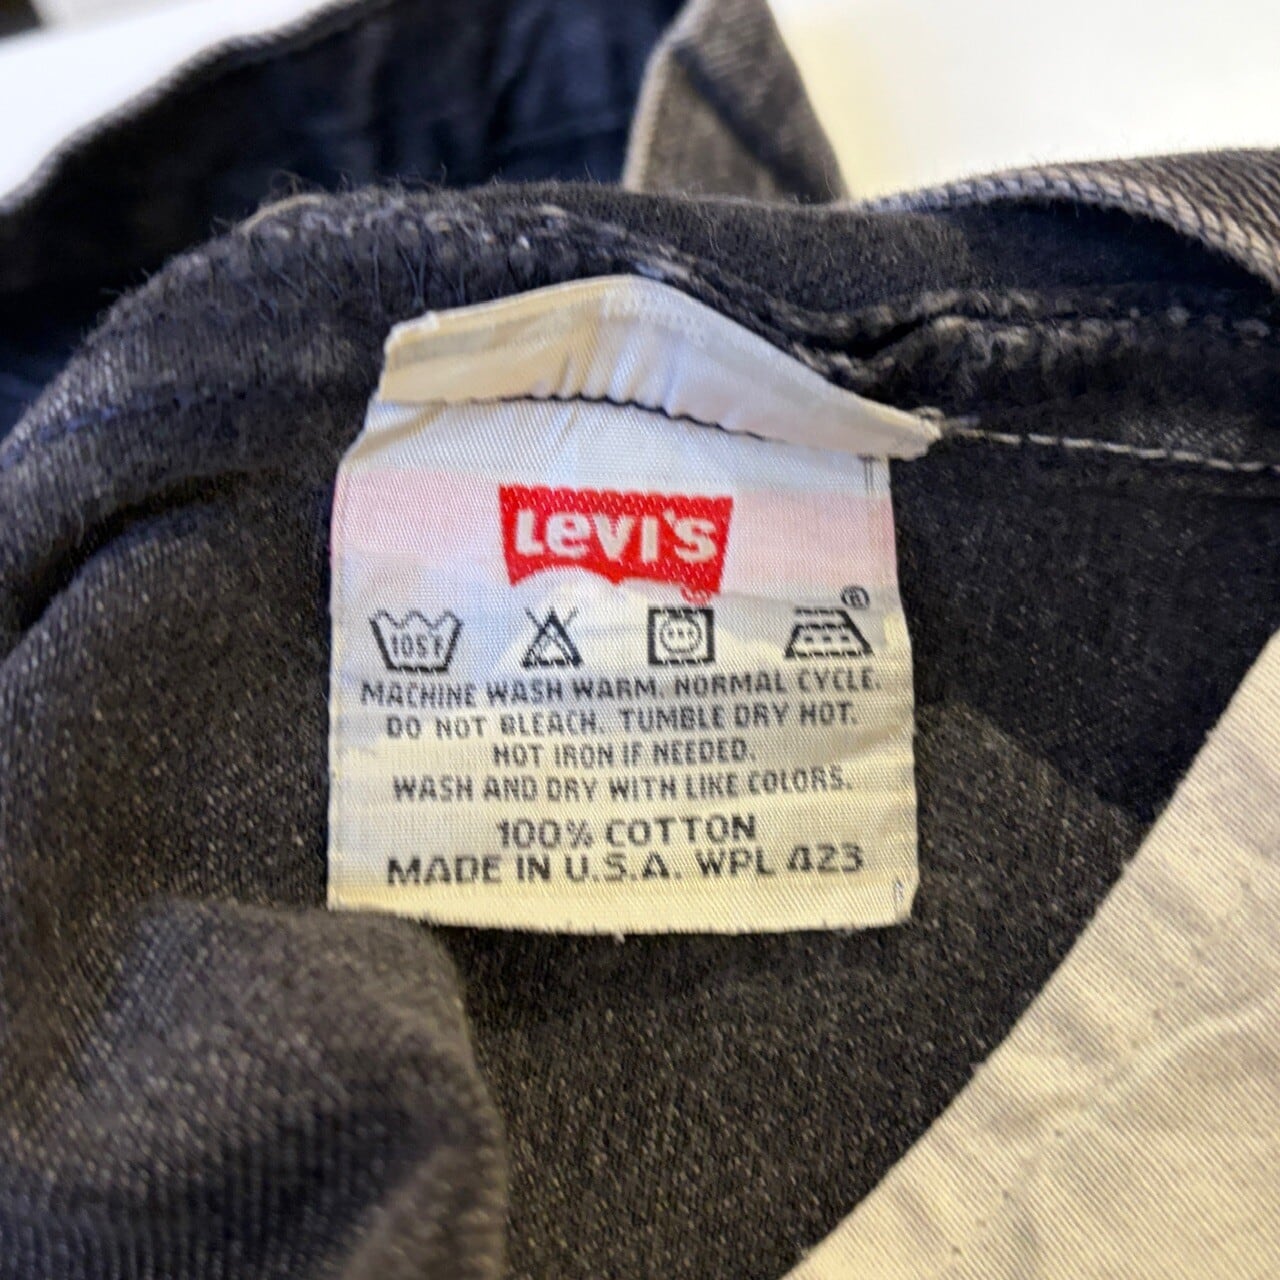 Levi's
®
105F
MACHINE WASH WARM. NORMAL CYCLE.
DO NOT BLEACH. TUMBLE DRY HOT.
HOT IRON IF NEEDED.
WASH AND DRY WITH LIKE COLORS.
100% COTTON
MADE IN U.S.A. WPL 423